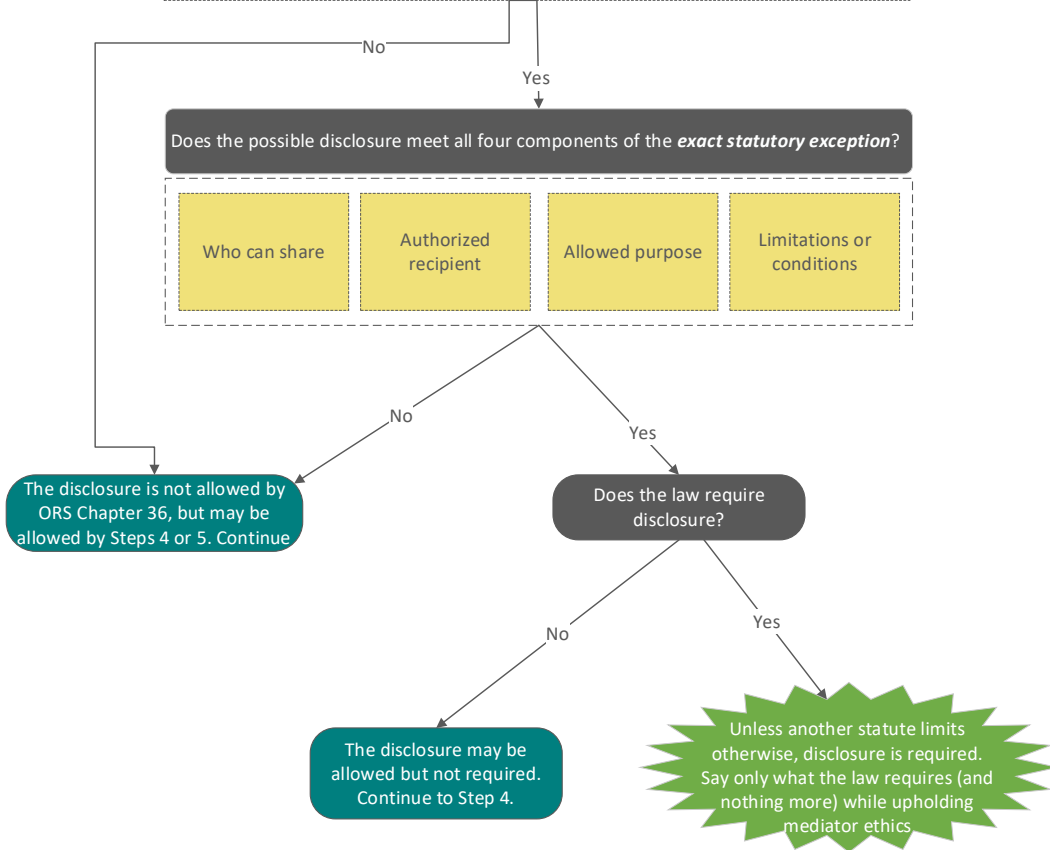 No
Yes
Does the possible disclosure meet all four components of the exact statutory exception?
Who can share
Authorized
recipient
Allowed purpose
Limitations or
conditions
No
Yes
The disclosure is not allowed by
ORS Chapter 36, but may be
allowed by Steps 4 or 5. Continue
Does the law require
disclosure?
No
Yes
The disclosure may be
allowed but not required.
Continue to Step 4.
Unless another statute limits
otherwise, disclosure is required.
Say only what the law requires (and
nothing more) while upholding
mediator ethics